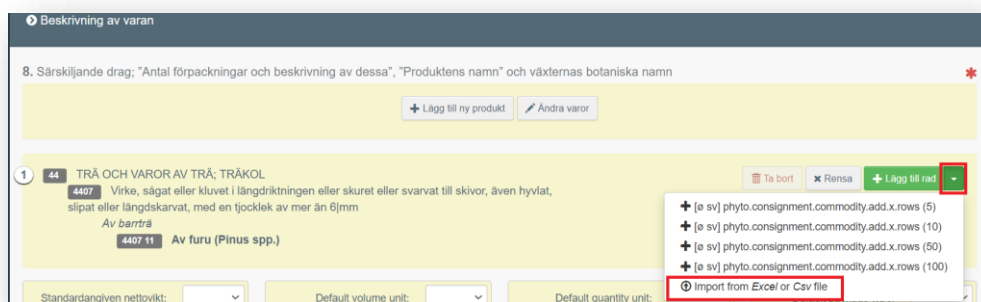 Beskrivning av varan
8. Särskiljande drag; "Antal förpackningar och beskrivning av dessa", "Produktens namn" och växternas botaniska namn *
Lägg till ny produkt Ändra varor
1 44 TRÄ OCH VAROR AV TRÄ; TRÄKOL
Ta bort Rensa Lägg till rad
4407 Virke, sågat eller kluvet i längdriktningen eller skuret eller svarvat till skivor, även hyvlat,
slipat eller längdskarvat, med en tjocklek av mer än 6|mm
Av barrträ
4407 11 Av furu (Pinus spp.)
[ø sv] phyto.consignment.commodity.add.x.rows (5)
[ø sv] phyto.consignment.commodity.add.x.rows (10)
[ø sv] phyto.consignment.commodity.add.x.rows (50)
[ø sv] phyto.consignment.commodity.add.x.rows (100)
Import from Excel or Csv file
Standardangiven nettovikt: Default volume unit: Default quantity unit: